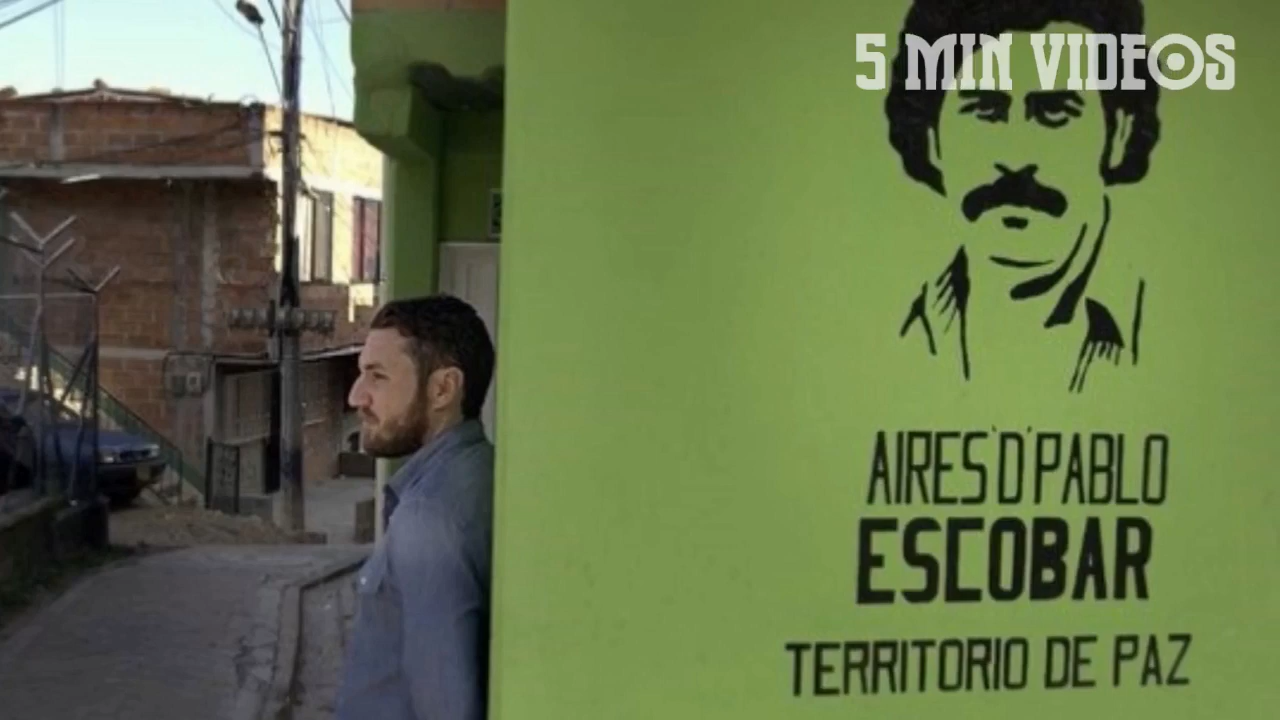 5 MIN VIDEOS
AIRES'D'PABLO
ESCOBAR
TERRITORIO DE PAZ